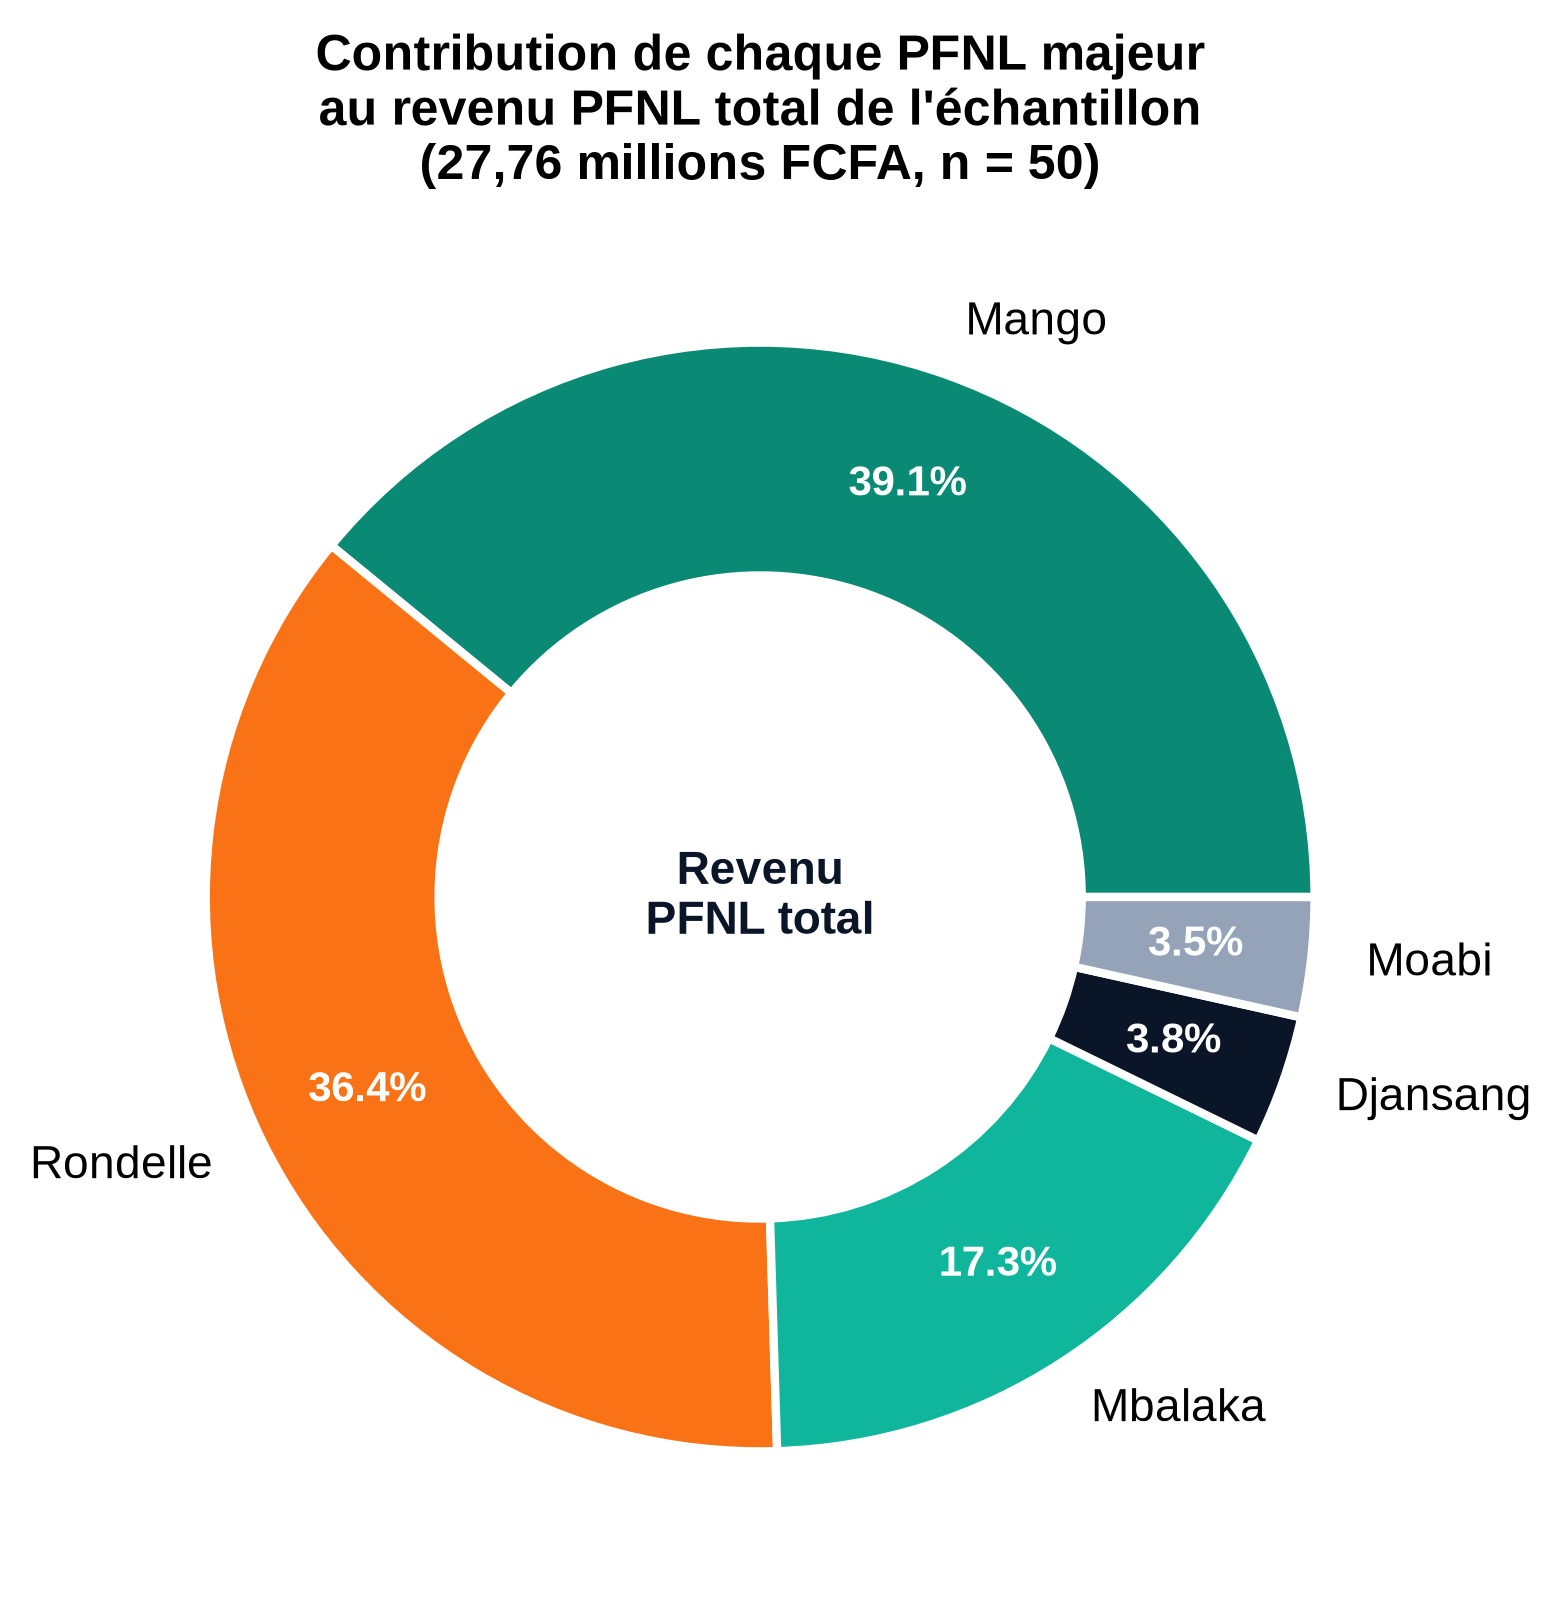 Contribution de chaque PFNL majeur
au revenu PFNL total de l'échantillon
(27,76 millions FCFA, n = 50)
Mango
39.1%
Revenu
PFNL total
3.5%
Moabi
3.8%
Djansang
36.4%
Rondelle
17.3%
Mbalaka